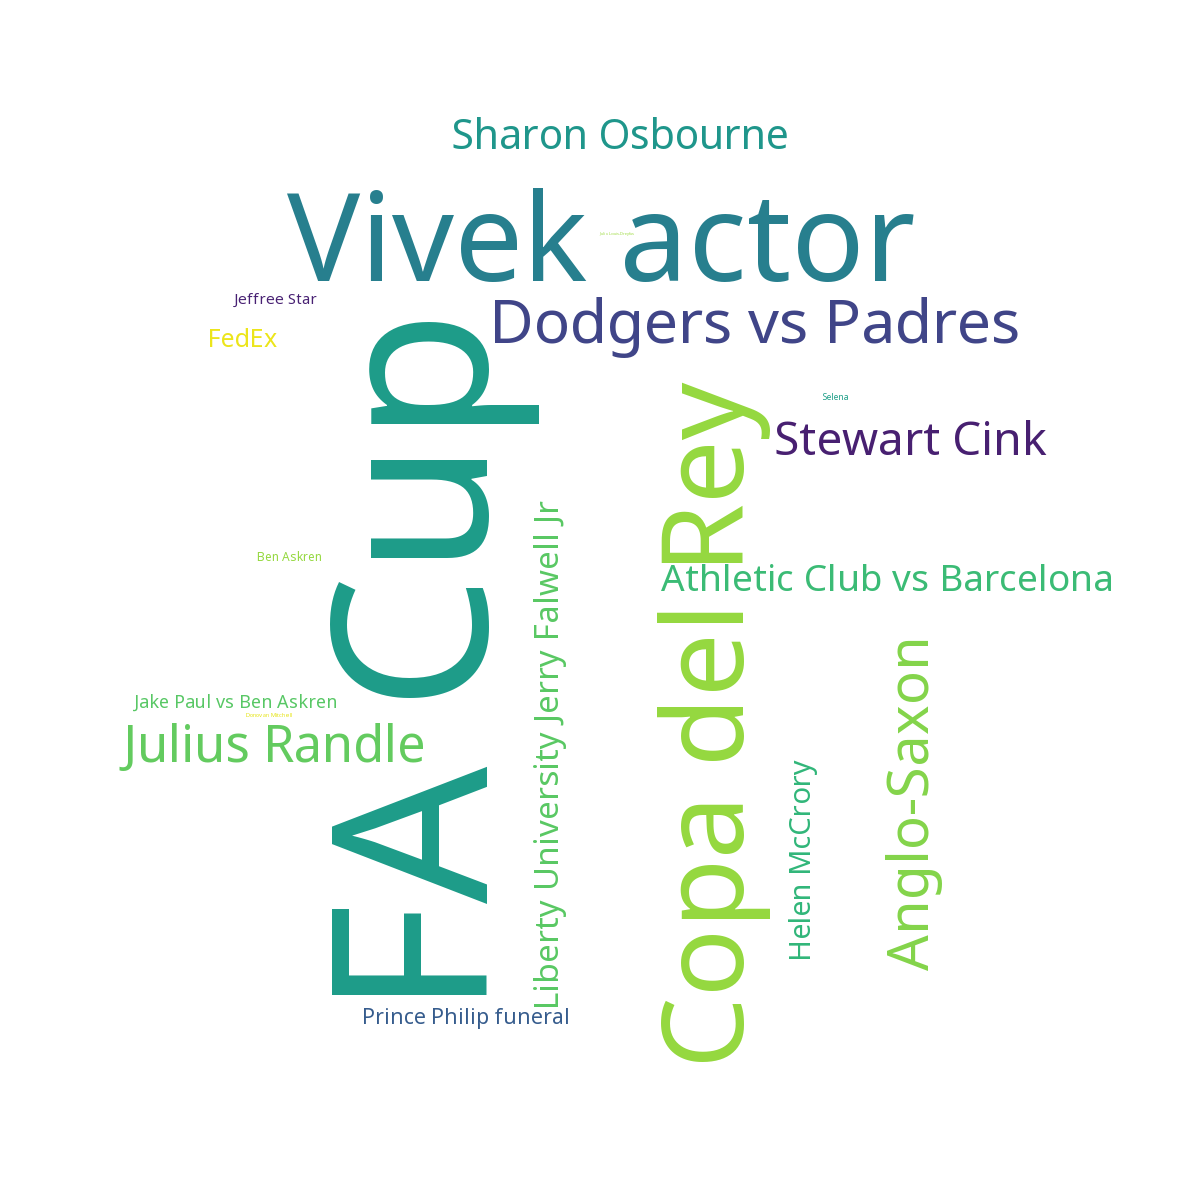 Sharon Osbourne
Vivek actor
Jeffree Star
Dodgers vs Padres
FedEx
FA Cup
Copa del Rey
Selena
Stewart Cink
Liberty University Jerry Falwell Jr
Ben Askren
Athletic Club vs Barcelona
Anglo-Saxon
Jake Paul vs Ben Askren
Julius Randle
Helen McCrory
Prince Philip funeral